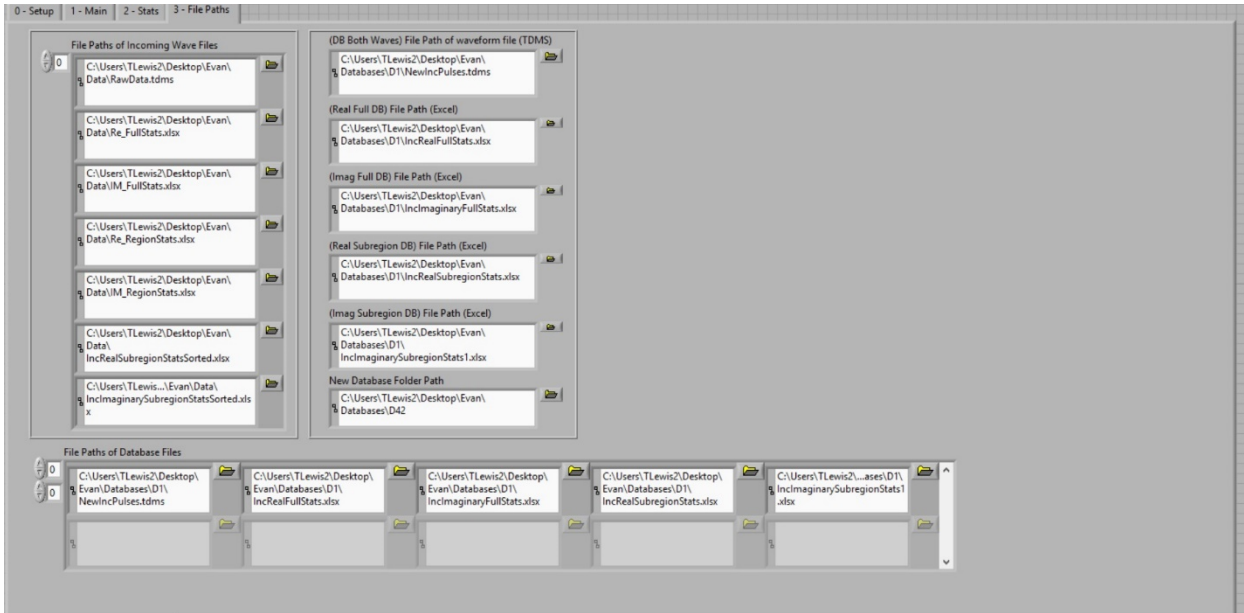 0 - Setup
1 - Main
2 - Stats
3 - File Paths
File Paths of Incoming Wave Files
0
C:\Users\TLewis2\Desktop\Evan\
Data\RawData.tdms
C:\Users\TLewis2\Desktop\Evan\
Data\Re_FullStats.xlsx
C:\Users\TLewis2\Desktop\Evan\
Data\IM_FullStats.xlsx
C:\Users\TLewis2\Desktop\Evan\
Data\Re_RegionStats.xlsx
C:\Users\TLewis2\Desktop\Evan\
Data\IM_RegionStats.xlsx
C:\Users\TLewis2\Desktop\Evan\
Data\
IncRealSubregionStatsSorted.xlsx
C:\Users\TLewis...\Evan\Data\
IncImaginarySubregionStatsSorted.xls
x
(DB Both Waves) File Path of waveform file (TDMS)
C:\Users\TLewis2\Desktop\Evan\
Databases\D1\NewIncPulses.tdms
(Real Full DB) File Path (Excel)
C:\Users\TLewis2\Desktop\Evan\
Databases\D1\IncRealFullStats.xlsx
(Imag Full DB) File Path (Excel)
C:\Users\TLewis2\Desktop\Evan\
Databases\D1\IncImaginaryFullStats.xlsx
(Real Subregion DB) File Path (Excel)
C:\Users\TLewis2\Desktop\Evan\
Databases\D1\IncRealSubregionStats.xlsx
(Imag Subregion DB) File Path (Excel)
C:\Users\TLewis2\Desktop\Evan\
Databases\D1\
IncImaginarySubregionStats1.xlsx
New Database Folder Path
C:\Users\TLewis2\Desktop\Evan\
Databases\D42
File Paths of Database Files
0
0
C:\Users\TLewis2\Desktop\
Evan\Databases\D1\
NewIncPulses.tdms
C:\Users\TLewis2\Desktop\
Evan\Databases\D1\
IncRealFullStats.xlsx
C:\Users\TLewis2\Desktop\
Evan\Databases\D1\
IncImaginaryFullStats.xlsx
C:\Users\TLewis2\Desktop\
Evan\Databases\D1\
IncRealSubregionStats.xlsx
C:\Users\TLewis2\...ases\D1\
IncImaginarySubregionStats1
.xlsx